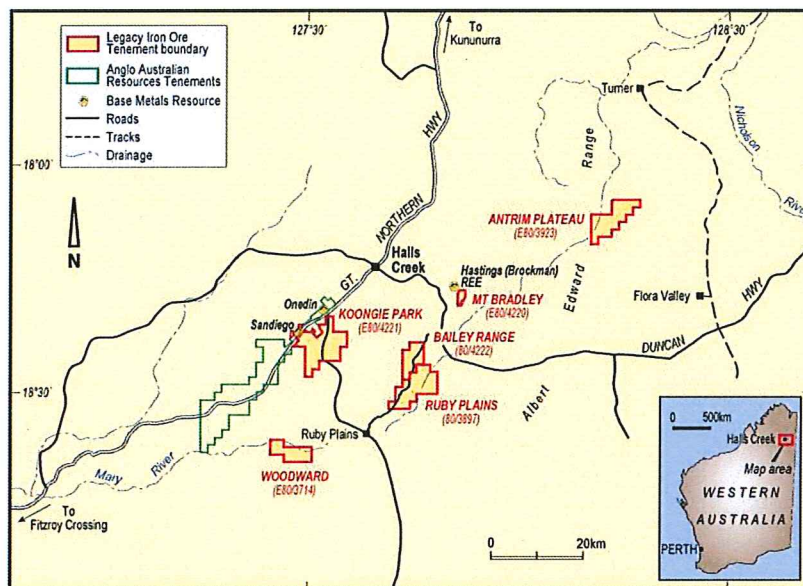 127°30'
128°30'
To
Kununurra
Legacy Iron Ore
Tenement boundary
Anglo Australian
Resources Tenements
Base Metals Resource
Roads
Tracks
Drainage
Turner
Nicholson
River
HWY
Range
18°00'
NORTHERN
ANTRIM PLATEAU
(E80/3923)
N
Halls
Creek
GT.
Hastings (Brockman)
REE
Edward
Onedin
MT BRADLEY
(E80/4220)
Flora Valley
HWY
KOONGIE PARK
(E80/4221)
Sandiego
BAILEY RANGE
(80/4222)
DUNCAN
18°30'
RUBY PLAINS
(80/3897)
Albert
0 500km
Ruby Plains
Halls Creek
Map area
Mary
River
WOODWARD
(E80/3714)
WESTERN
AUSTRALIA
To
Fitzroy Crossing
0 20km
PERTH